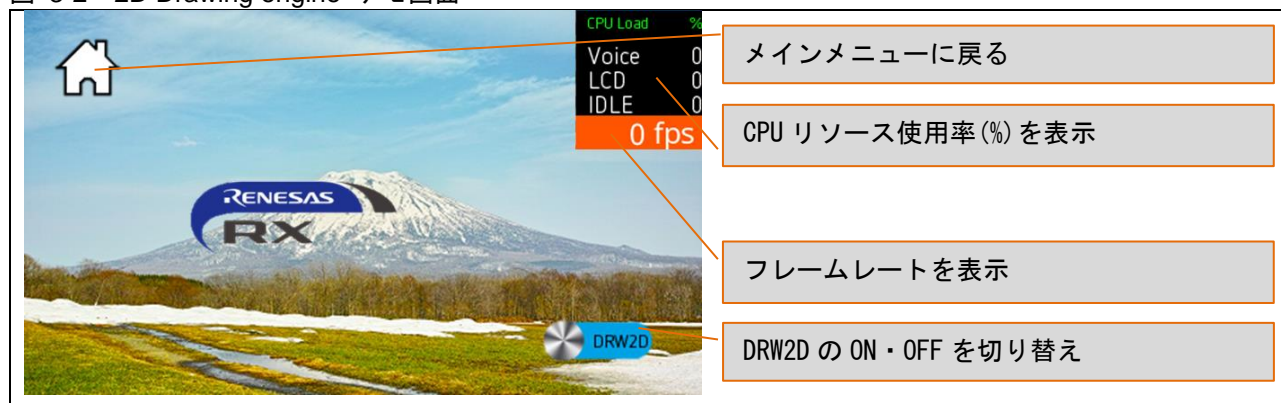 2D Drawing engine デモ画面
CPU Load %
Voice 0
LCD 0
IDLE 0
0 fps
RENESAS
RX
DRW2D
メインメニューに戻る
CPU リソース使用率(%)を表示
フレームレートを表示
DRW2D の ON・OFF を切り替え